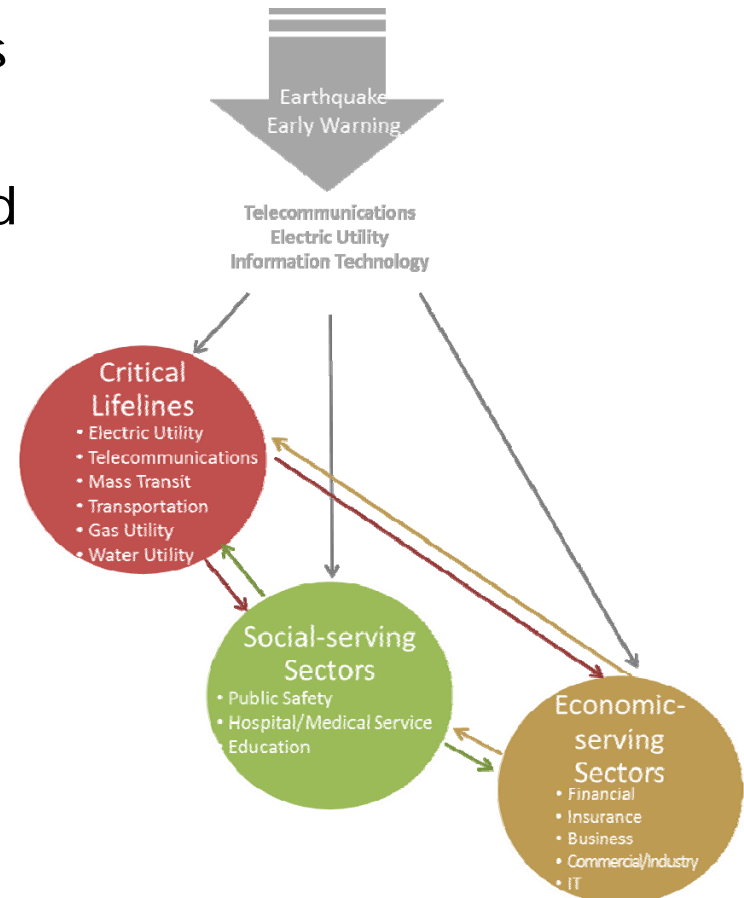 s
d
Earthquake
Early Warning
Telecommunications
Electric Utility
Information Technology
Critical
Lifelines
• Electric Utility
• Telecommunications
• Mass Transit
• Transportation
• Gas Utility
• Water Utility
Social-serving
Sectors
• Public Safety
• Hospital/Medical Service
• Education
Economic-
serving
Sectors
• Financial
• Insurance
• Business
• Commercial/Industry
• IT